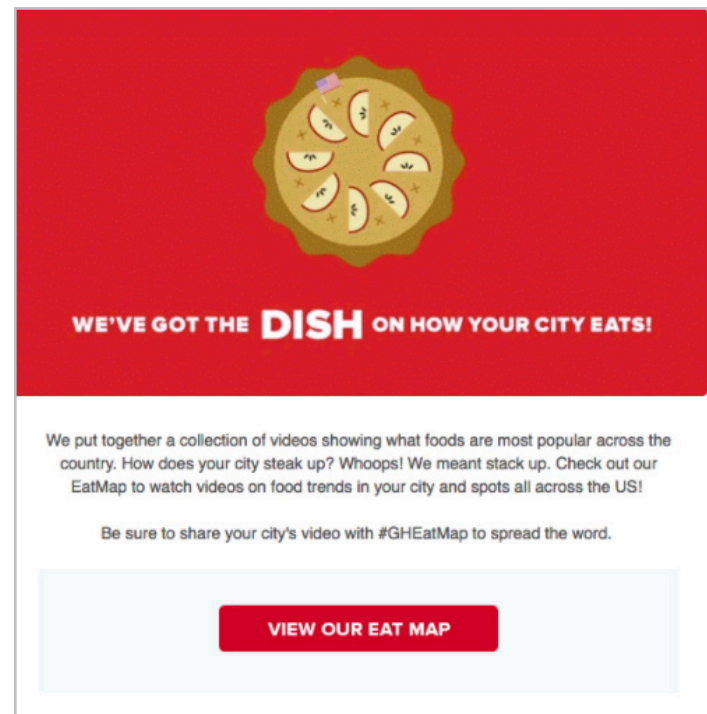 WE'VE GOT THE DISH ON HOW YOUR CITY EATS!
We put together a collection of videos showing what foods are most popular across the
country. How does your city steak up? Whoops! We meant stack up. Check out our
EatMap to watch videos on food trends in your city and spots all across the US!
Be sure to share your city's video with #GHEatMap to spread the word.
VIEW OUR EAT MAP